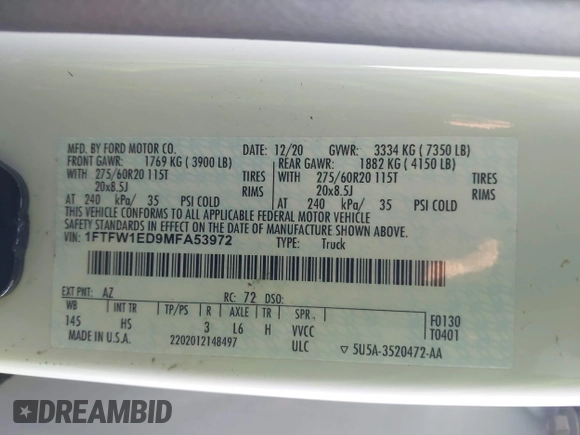 MFD. BY FORD MOTOR CO. DATE: 12/20 GVWR: 3334 KG ( 7350 LB)
FRONT GAWR: 1769 KG ( 3900 LB) REAR GAWR: 1882 KG ( 4150 LB)
WITH 275/60R20 115T TIRES WITH 275/60R20 115T TIRES
20x8.5J RIMS 20x8.5J RIMS
AT 240 kPa/ 35 PSI COLD AT 240 kPa/ 35 PSI COLD
THIS VEHICLE CONFORMS TO ALL APPLICABLE FEDERAL MOTOR VEHICLE
SAFETY STANDARDS IN EFFECT ON THE DATE OF MANUFACTURE SHOWN ABOVE.
VIN: 1FTFW1ED9MFA53972 TYPE: Truck
EXT PNT: AZ RC: 72 DSO:
WB INT TR TP/PS R AXLE TR SPR F0130
145 HS 3 L6 H VVCC T0401
MADE IN U.S.A. 2202012148497 ULC ▽ 5U5A-3520472-AA
DREAMBID